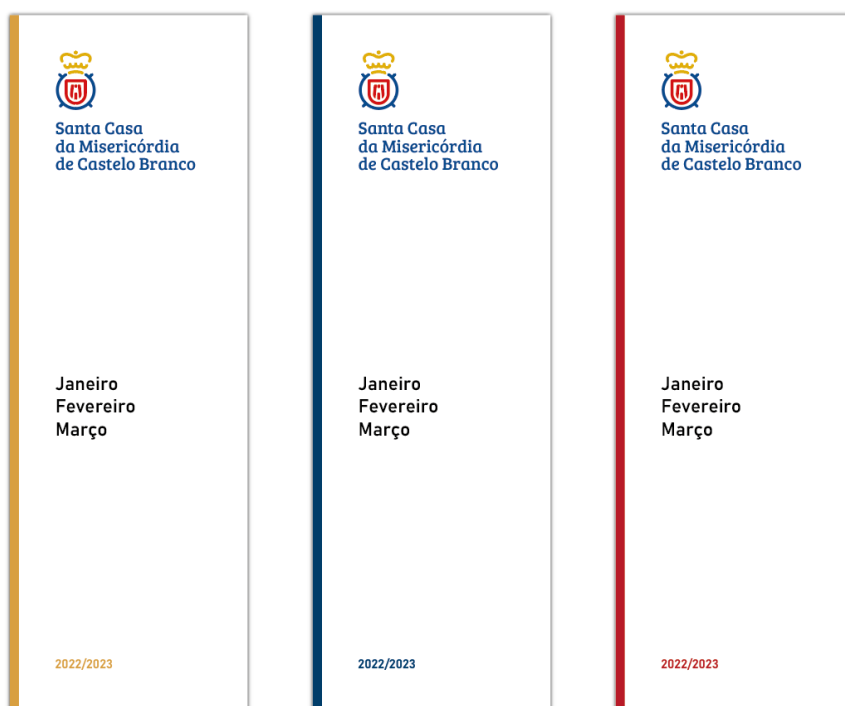 Santa Casa
da Misericórdia
de Castelo Branco
Janeiro
Fevereiro
Março
2022/2023
Santa Casa
da Misericórdia
de Castelo Branco
Janeiro
Fevereiro
Março
2022/2023
Santa Casa
da Misericórdia
de Castelo Branco
Janeiro
Fevereiro
Março
2022/2023